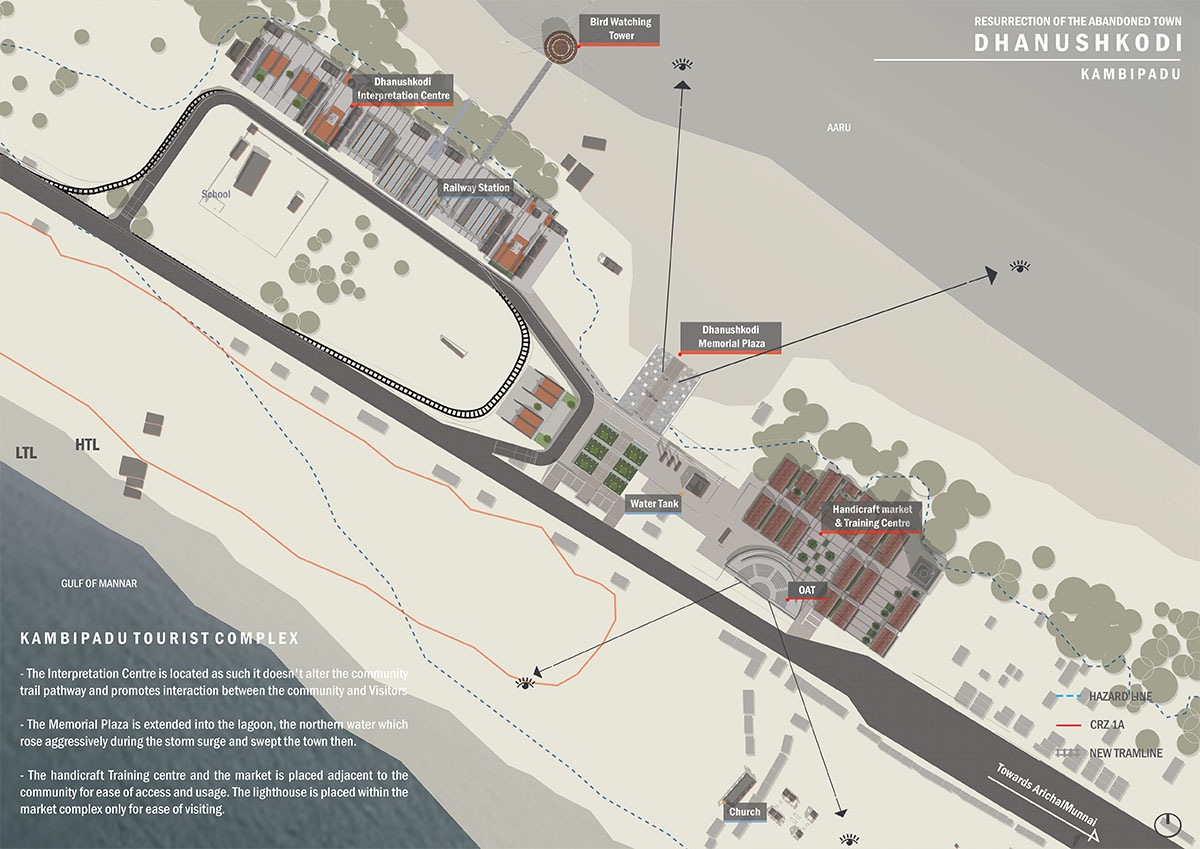 RESURRECTION OF THE ABANDONED TOWN
DHANUSHKODI
KAMBIPADU
Bird Watching
Tower
Dhanushkodi
Interpretation Centre
AARU
Railway Station
School
Dhanushkodi
Memorial Plaza
LTL
HTL
Water Tank
Handicraft market
& Training Centre
OAT
GULF OF MANNAR
KAMBIPADU TOURIST COMPLEX
- The Interpretation Centre is located as such it doesn't alter the community
trail pathway and promotes interaction between the community and Visitors
- The Memorial Plaza is extended into the lagoon, the northern water which
rose aggressively during the storm surge and swept the town then.
- The handicraft Training centre and the market is placed adjacent to the
community for ease of access and usage. The lighthouse is placed within the
market complex only for ease of visiting.
HAZARD LINE
CRZ 1A
NEW TRAMLINE
Towards ArichalMunnai
Church